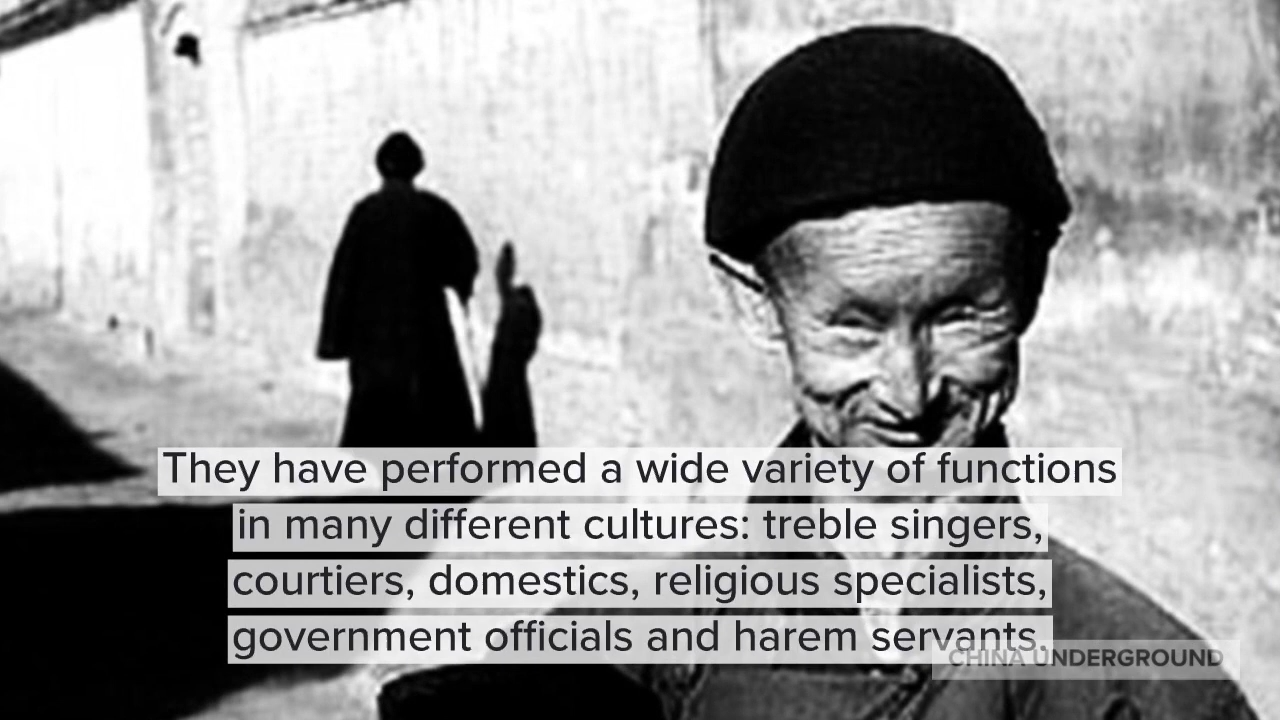 They have performed a wide variety of functions
in many different cultures: treble singers,
courtiers, domestics, religious specialists,
government officials and harem servants.
CHINA UNDERGROUND